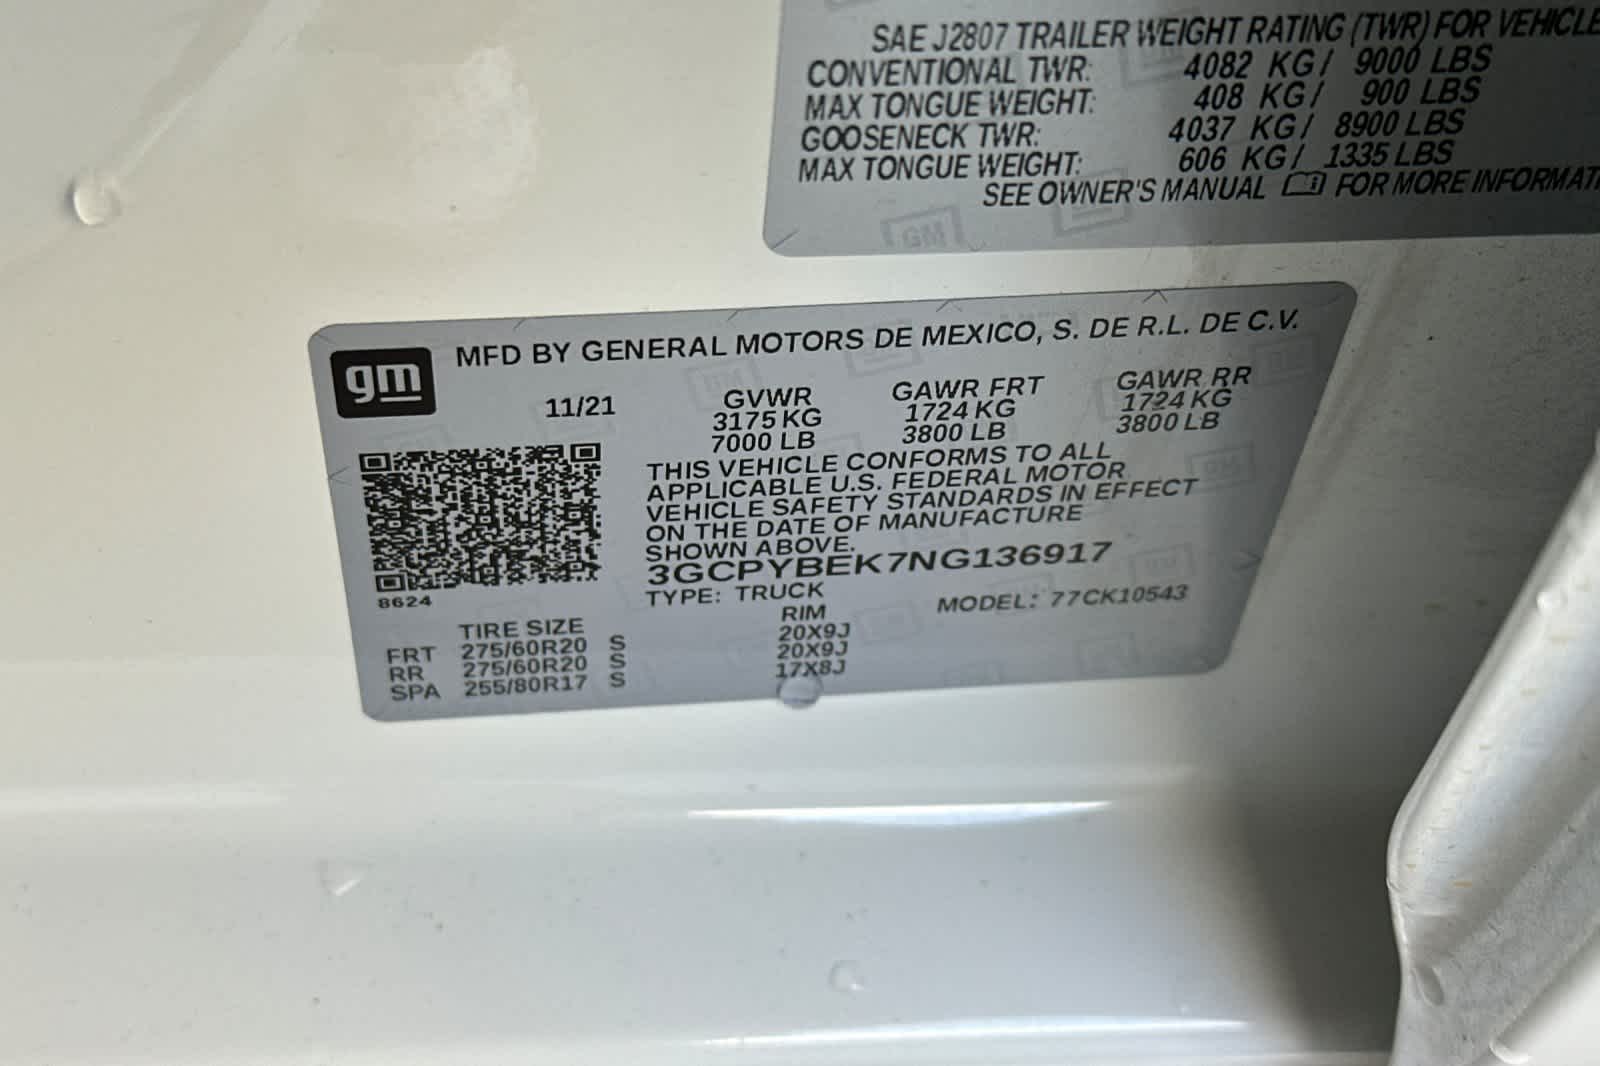 SAE J2807 TRAILER WEIGHT RATING (TWR) FOR VEHICLE
CONVENTIONAL TWR: 4082 KG/ 9000 LBS
MAX TONGUE WEIGHT: 408 KG/ 900 LBS
GOOSENECK TWR: 4037 KG/ 8900 LBS
MAX TONGUE WEIGHT: 606 KG/ 1335 LBS
SEE OWNER'S MANUAL FOR MORE INFORMAT
GM
gm
MFD BY GENERAL MOTORS DE MEXICO, S. DE R.L. DE C.V.
11/21 GVWR GAWR FRT GAWR RR
3175 KG 1724 KG 1724 KG
7000 LB 3800 LB 3800 LB
THIS VEHICLE CONFORMS TO ALL
APPLICABLE U.S. FEDERAL MOTOR
VEHICLE SAFETY STANDARDS IN EFFECT
ON THE DATE OF MANUFACTURE
SHOWN ABOVE.
3GCPYBEK7NG136917
8624
TYPE: TRUCK MODEL: 77CK10543
TIRE SIZE RIM
FRT 275/60R20 S 20X9J
RR 275/60R20 S 20X9J
SPA 255/80R17 S 17X8J